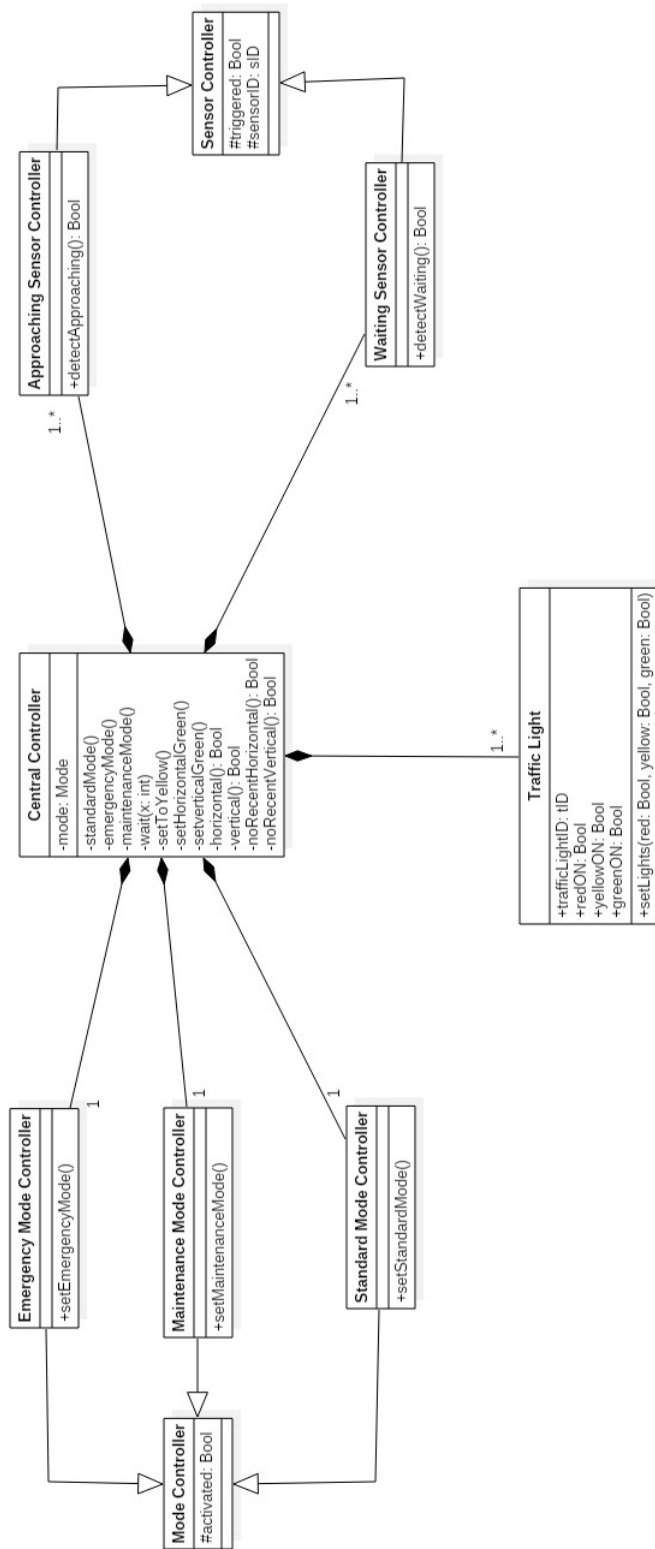 Emergency Mode Controller
+setEmergencyMode()
1
Maintenance Mode Controller
+setMaintenanceMode()
1
Standard Mode Controller
+setStandardMode()
1
Mode Controller
#activated: Bool
Central Controller
-mode: Mode
-standardMode()
-emergencyMode()
-maintenanceMode()
-wait(x: int)
-setToYellow()
-setHorizontalGreen()
-setverticalGreen()
-horizontal(): Bool
-vertical(): Bool
-noRecentHorizontal(): Bool
-noRecentVertical(): Bool
Approaching Sensor Controller
+detectApproaching(): Bool
1..*
Sensor Controller
#triggered: Bool
#sensorID: sID
Waiting Sensor Controller
+detectWaiting(): Bool
1..*
Traffic Light
+trafficLightID: tlID
+redON: Bool
+yellowON: Bool
+greenON: Bool
+setLights(red: Bool, yellow: Bool, green: Bool)
1..*